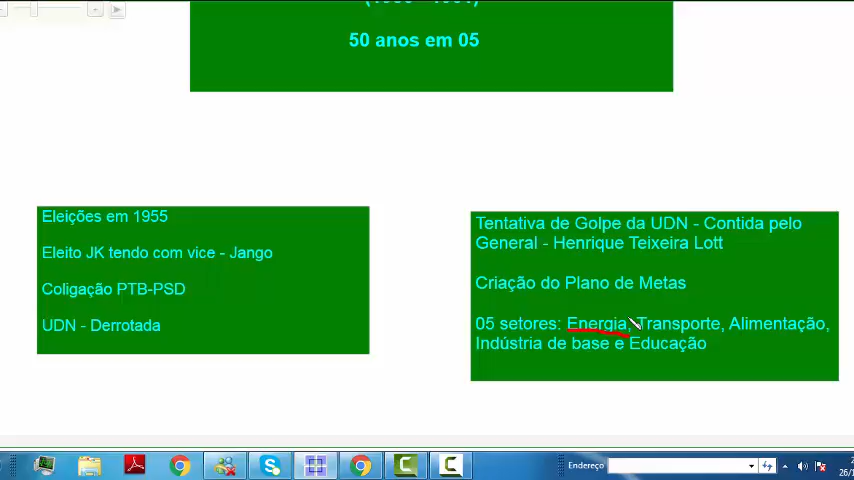 50 anos em 05
Eleições em 1955
Eleito JK tendo com vice - Jango
Coligação PTB-PSD
UDN - Derrotada
Tentativa de Golpe da UDN - Contida pelo
General - Henrique Teixeira Lott
Criação do Plano de Metas
05 setores: Energia, Transporte, Alimentação,
Indústria de base e Educação
Endereço